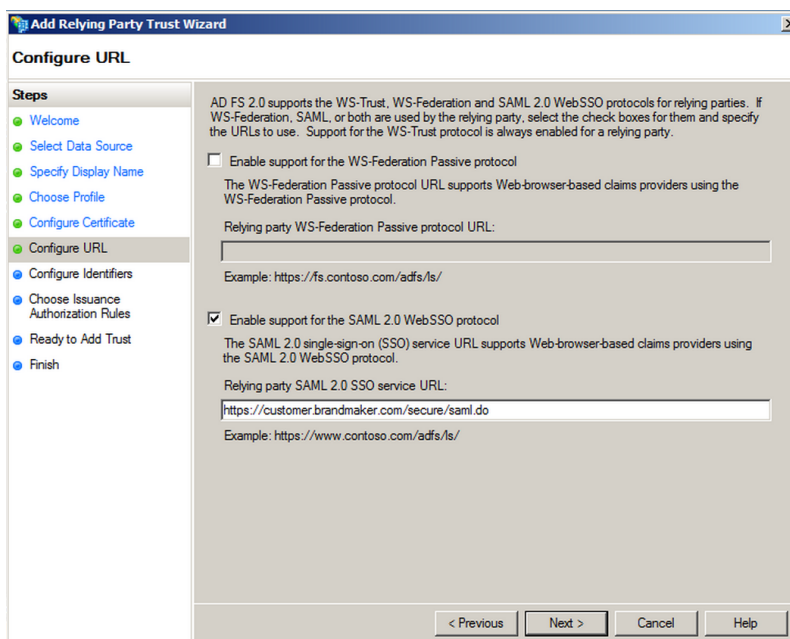 Add Relying Party Trust Wizard
Configure URL
Steps
Welcome
Select Data Source
Specify Display Name
Choose Profile
Configure Certificate
Configure URL
Configure Identifiers
Choose Issuance
Authorization Rules
Ready to Add Trust
Finish
AD FS 2.0 supports the WS-Trust, WS-Federation and SAML 2.0 WebSSO protocols for relying parties. If
WS-Federation, SAML, or both are used by the relying party, select the check boxes for them and specify
the URLs to use. Support for the WS-Trust protocol is always enabled for a relying party.
Enable support for the WS-Federation Passive protocol
The WS-Federation Passive protocol URL supports Web-browser-based claims providers using the
WS-Federation Passive protocol.
Relying party WS-Federation Passive protocol URL:
Example: https://fs.contoso.com/adfs/ls/
Enable support for the SAML 2.0 WebSSO protocol
The SAML 2.0 single-sign-on (SSO) service URL supports Web-browser-based claims providers using
the SAML 2.0 WebSSO protocol.
Relying party SAML 2.0 SSO service URL:
https://customer.brandmaker.com/secure/saml.do
Example: https://www.contoso.com/adfs/ls/
< Previous
Next >
Cancel
Help